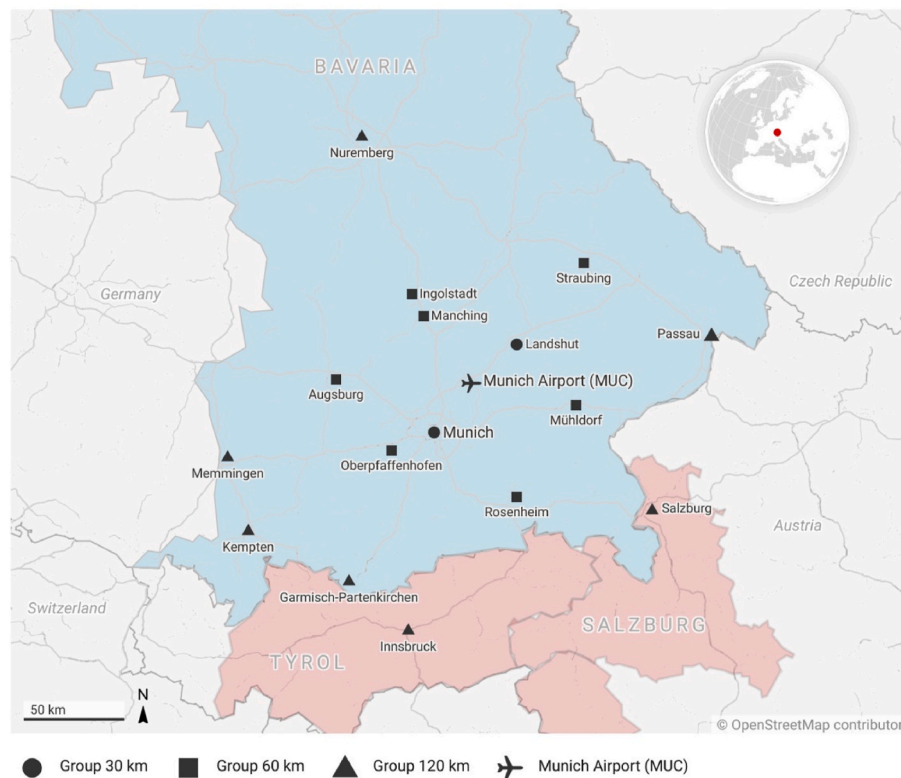 BAVARIA
Nuremberg
Straubing
Czech Republic
Germany
Ingolstadt
Manching
Passau
Landshut
Munich Airport (MUC)
Augsburg
Mühldorf
Munich
Oberpfaffenhofen
Memmingen
Rosenheim
Salzburg
Austria
Kempten
Garmisch-Partenkirchen
Switzerland
SALZBURG
Innsbruck
TYROL
50 km
N
© OpenStreetMap contributor
Group 30 km
Group 60 km
Group 120 km
Munich Airport (MUC)